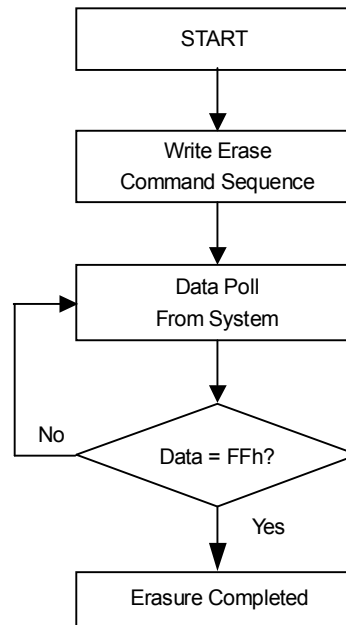 START
Write Erase
Command Sequence
Data Poll
From System
No
Data = FFh?
Yes
Erasure Completed